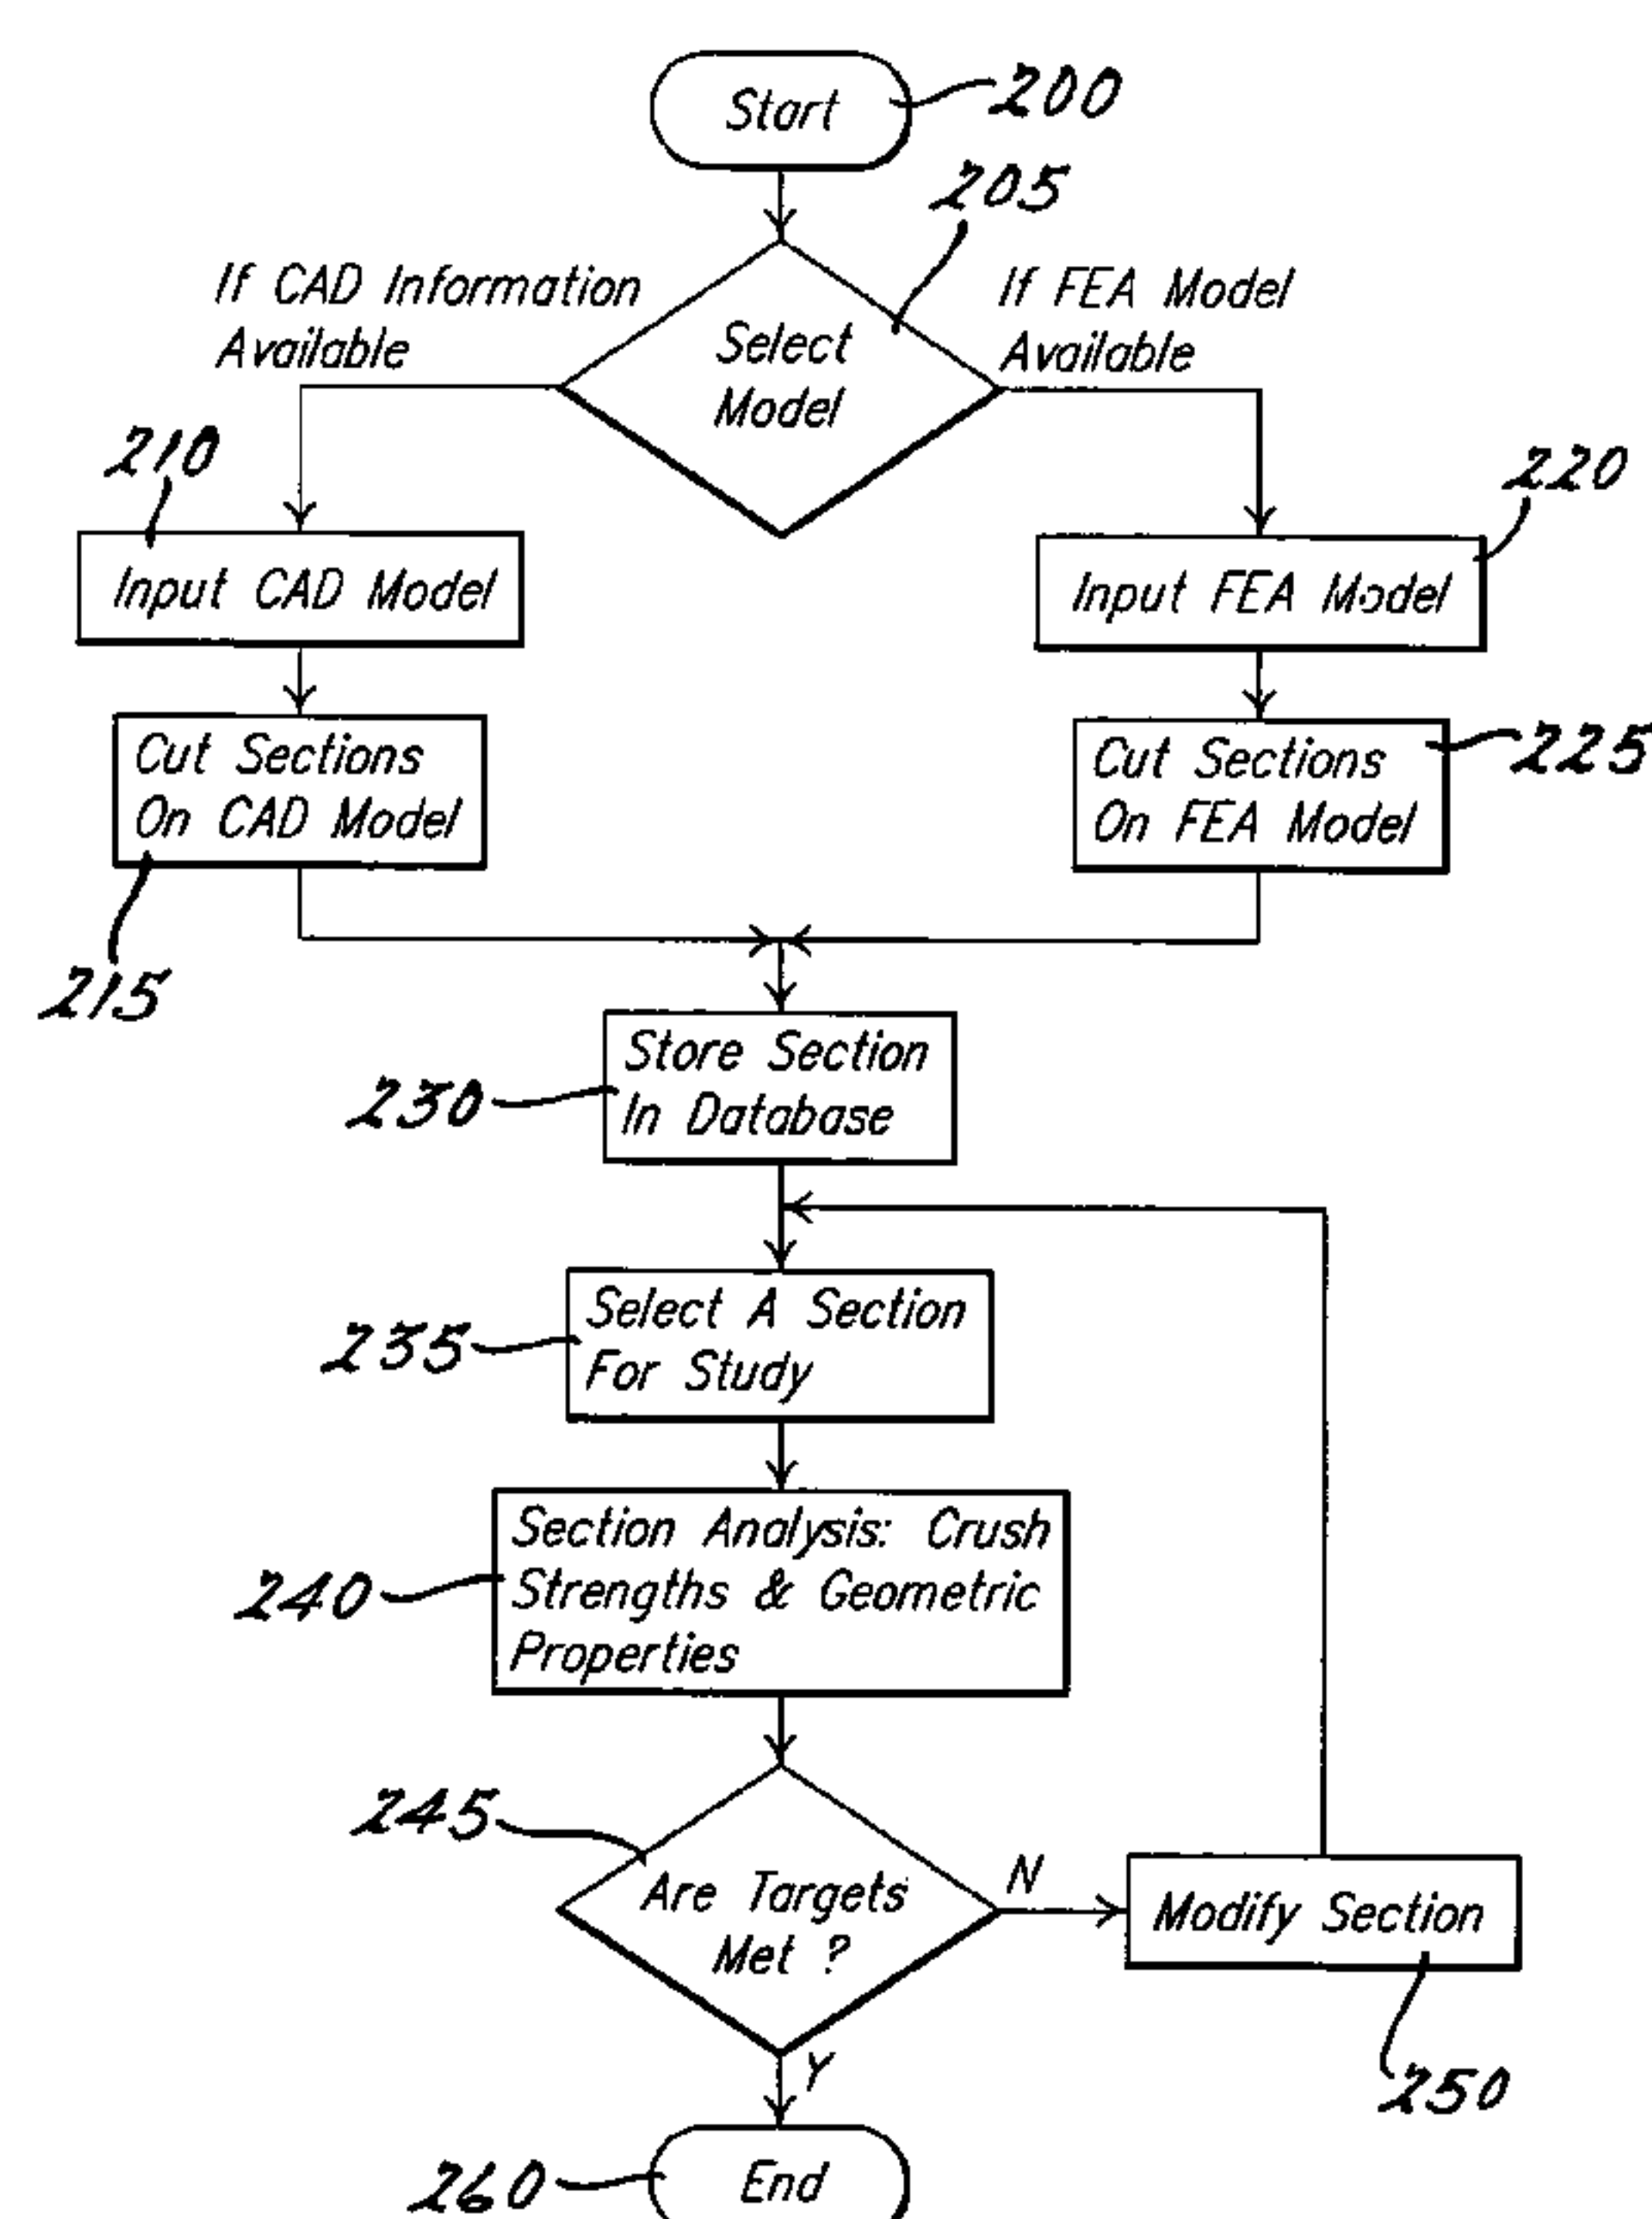 Start
200
205
If CAD Information
Available
Select
Model
If FEA Model
Available
210
220
Input CAD Model
Input FEA Model
Cut Sections
On CAD Model
Cut Sections
On FEA Model
225
215
Store Section
In Database
230
Select A Section
For Study
235
Section Analysis: Crush
Strengths & Geometric
Properties
240
245
Are Targets
Met ?
N
Modify Section
Y
250
260
End